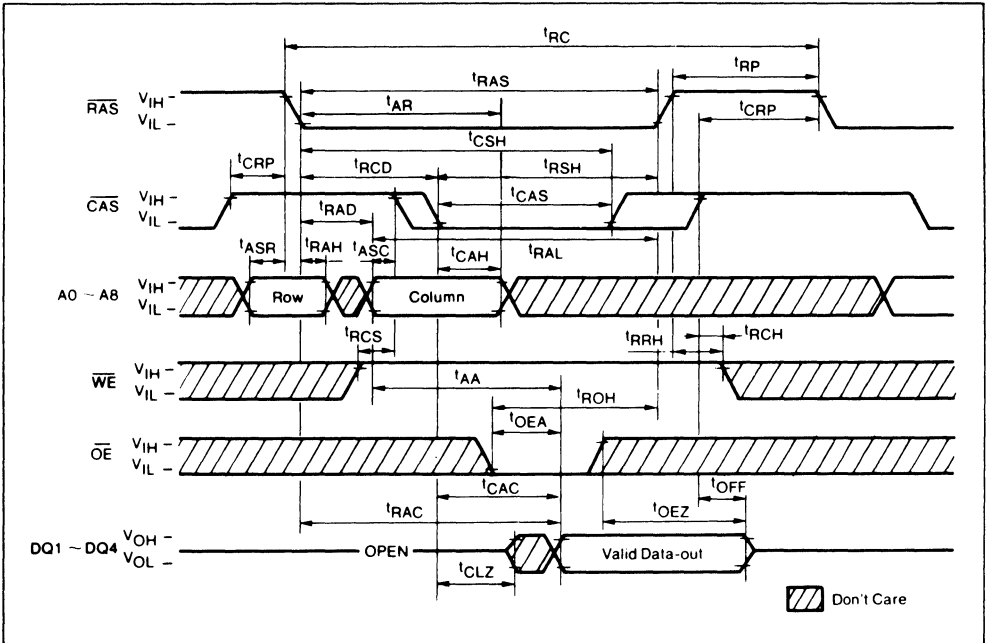 tRC
tRP
tRAS
tAR
tCRP
RAS VIH –
VIL –
tCSH
tCRP
tRCD
tRSH
CAS VIH –
VIL –
tCAS
tRAD
tRAL
tASR
tRAH
tASC
tCAH
A0 ~ A8 VIH –
VIL –
Row
Column
tRCS
tRRH
tRCH
WE VIH –
VIL –
tAA
tROH
tOEA
OE VIH –
VIL –
tCAC
tOFF
tRAC
tOEZ
DQ1 ~ DQ4 VOH –
VOL –
OPEN
Valid Data-out
tCLZ
Don't Care